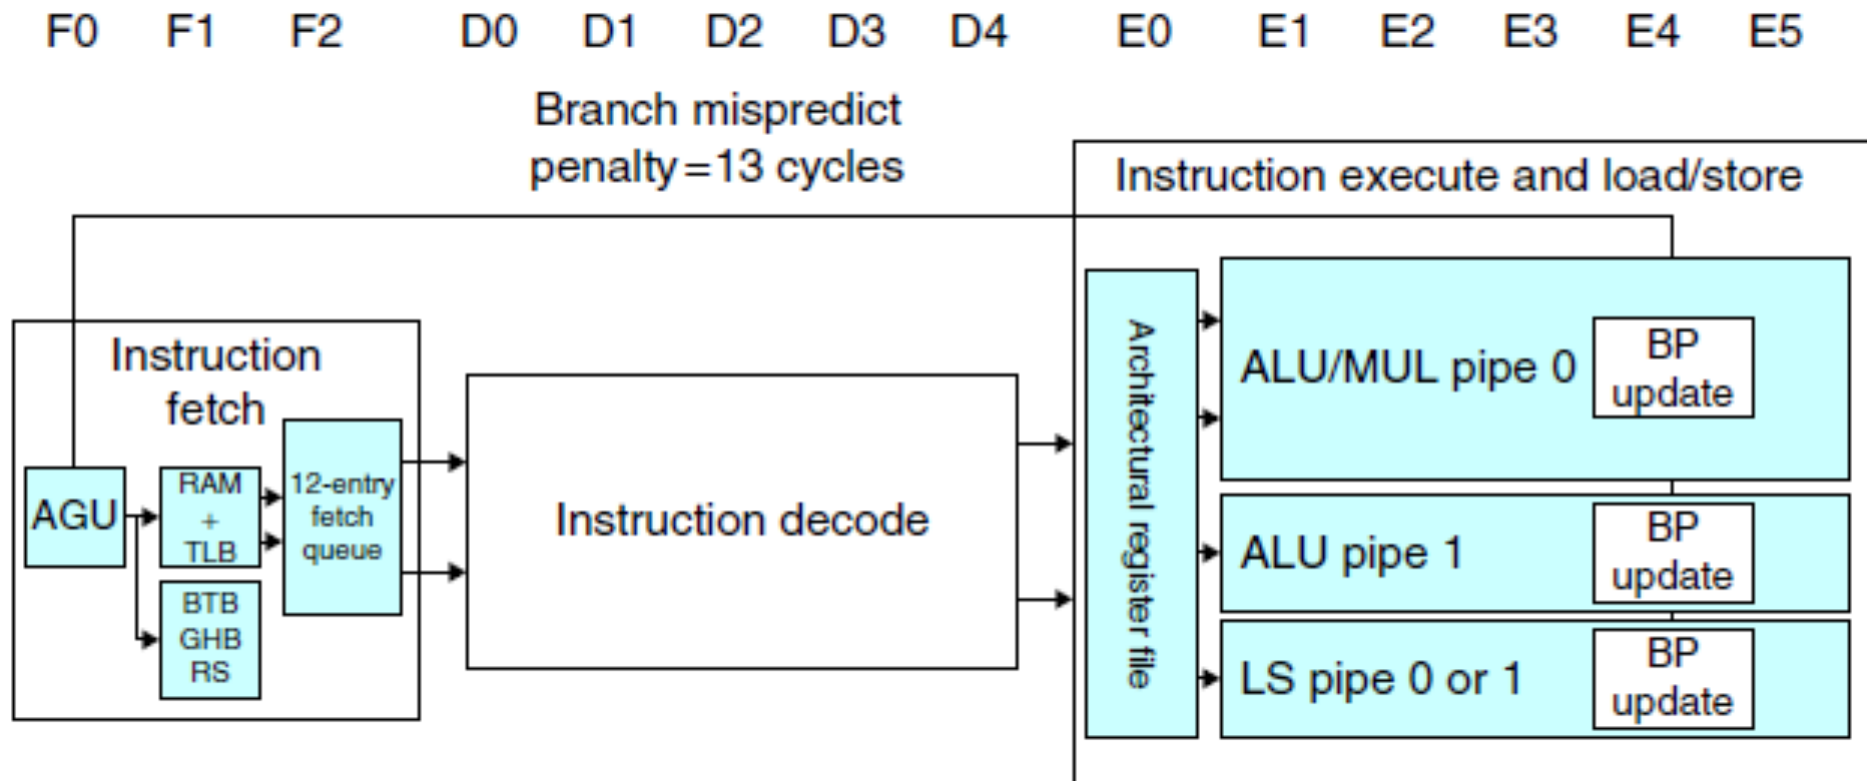 F0 F1 F2 D0 D1 D2 D3 D4 E0 E1 E2 E3 E4 E5
Branch mispredict
penalty=13 cycles
Instruction execute and load/store
Instruction
fetch
AGU
RAM
+
TLB
BTB
GHB
RS
12-entry
fetch
queue
Instruction decode
Architectural register file
ALU/MUL pipe 0
BP
update
ALU pipe 1
BP
update
LS pipe 0 or 1
BP
update